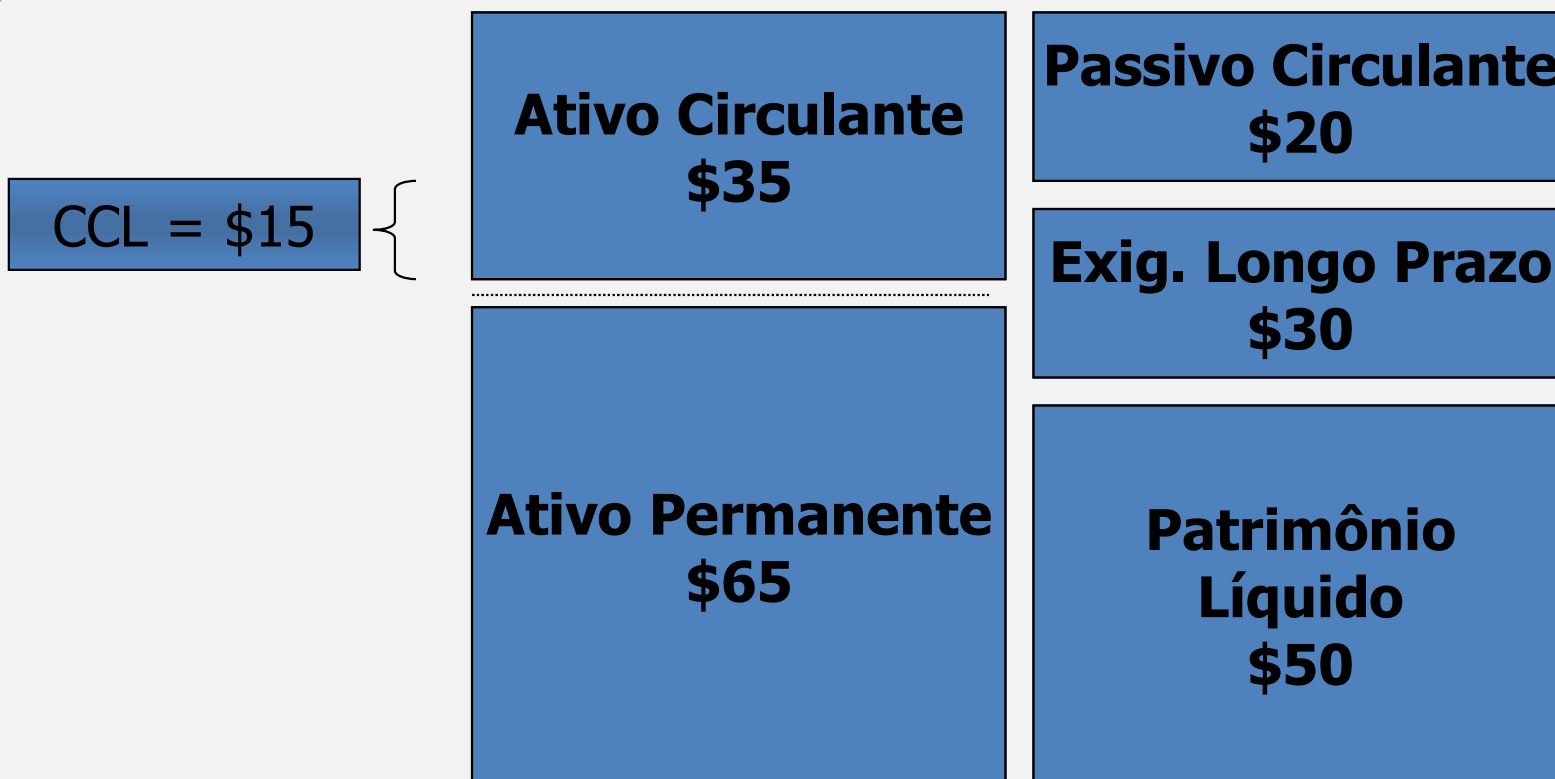 CCL = $15
Ativo Circulante
$35
Ativo Permanente
$65
Passivo Circulante
$20
Exig. Longo Prazo
$30
Patrimônio
Líquido
$50